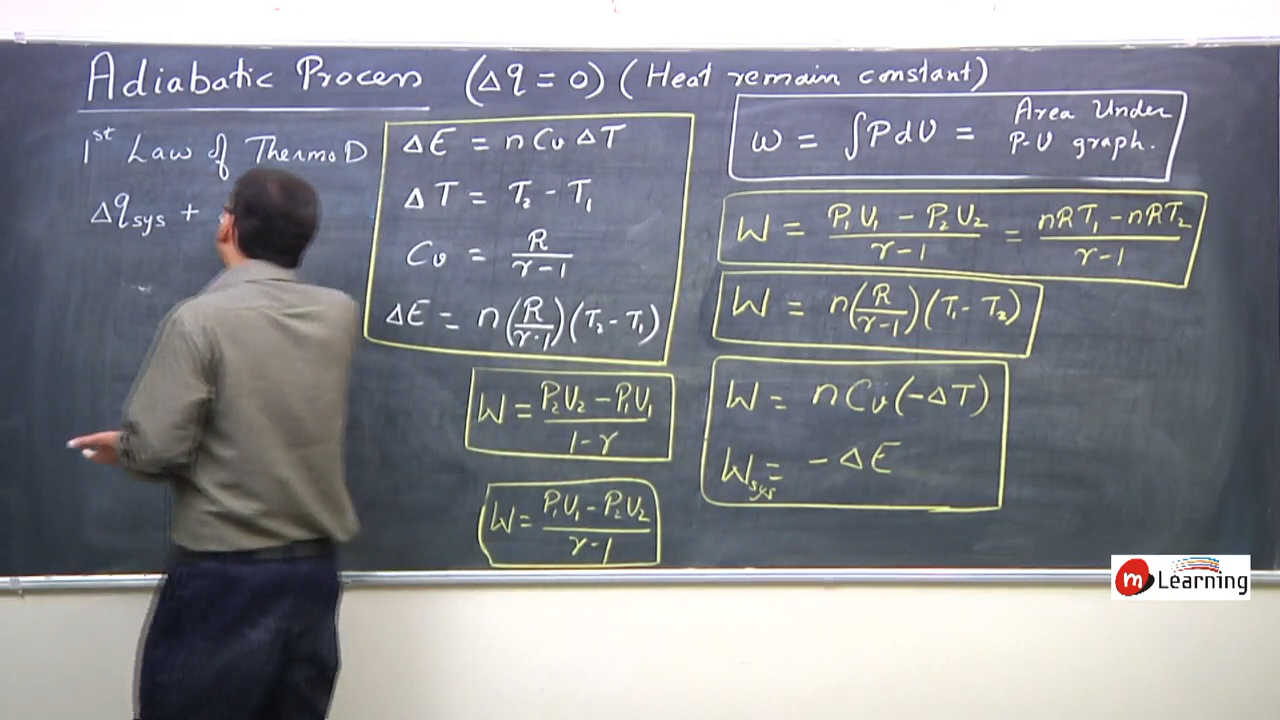 Adiabatic Process (Δq = 0) (Heat remain constant)
1st Law of Thermo D
Δqsys +
ΔE = nCv ΔT
ΔT = T2 - T1
Cv = R/(γ-1)
ΔE = n(R/(γ-1))(T2 - T1)
W = (P2V2 - P1V1)/(1-γ)
W = (P1V1 - P2V2)/(γ-1)
W = ∫PdV = Area Under
P-V graph.
W = (P1V1 - P2V2)/(γ-1) = (nRT1 - nRT2)/(γ-1)
W = n(R/(γ-1))(T1 - T2)
W = nCv(-ΔT)
Wsys = -ΔE
m Learning